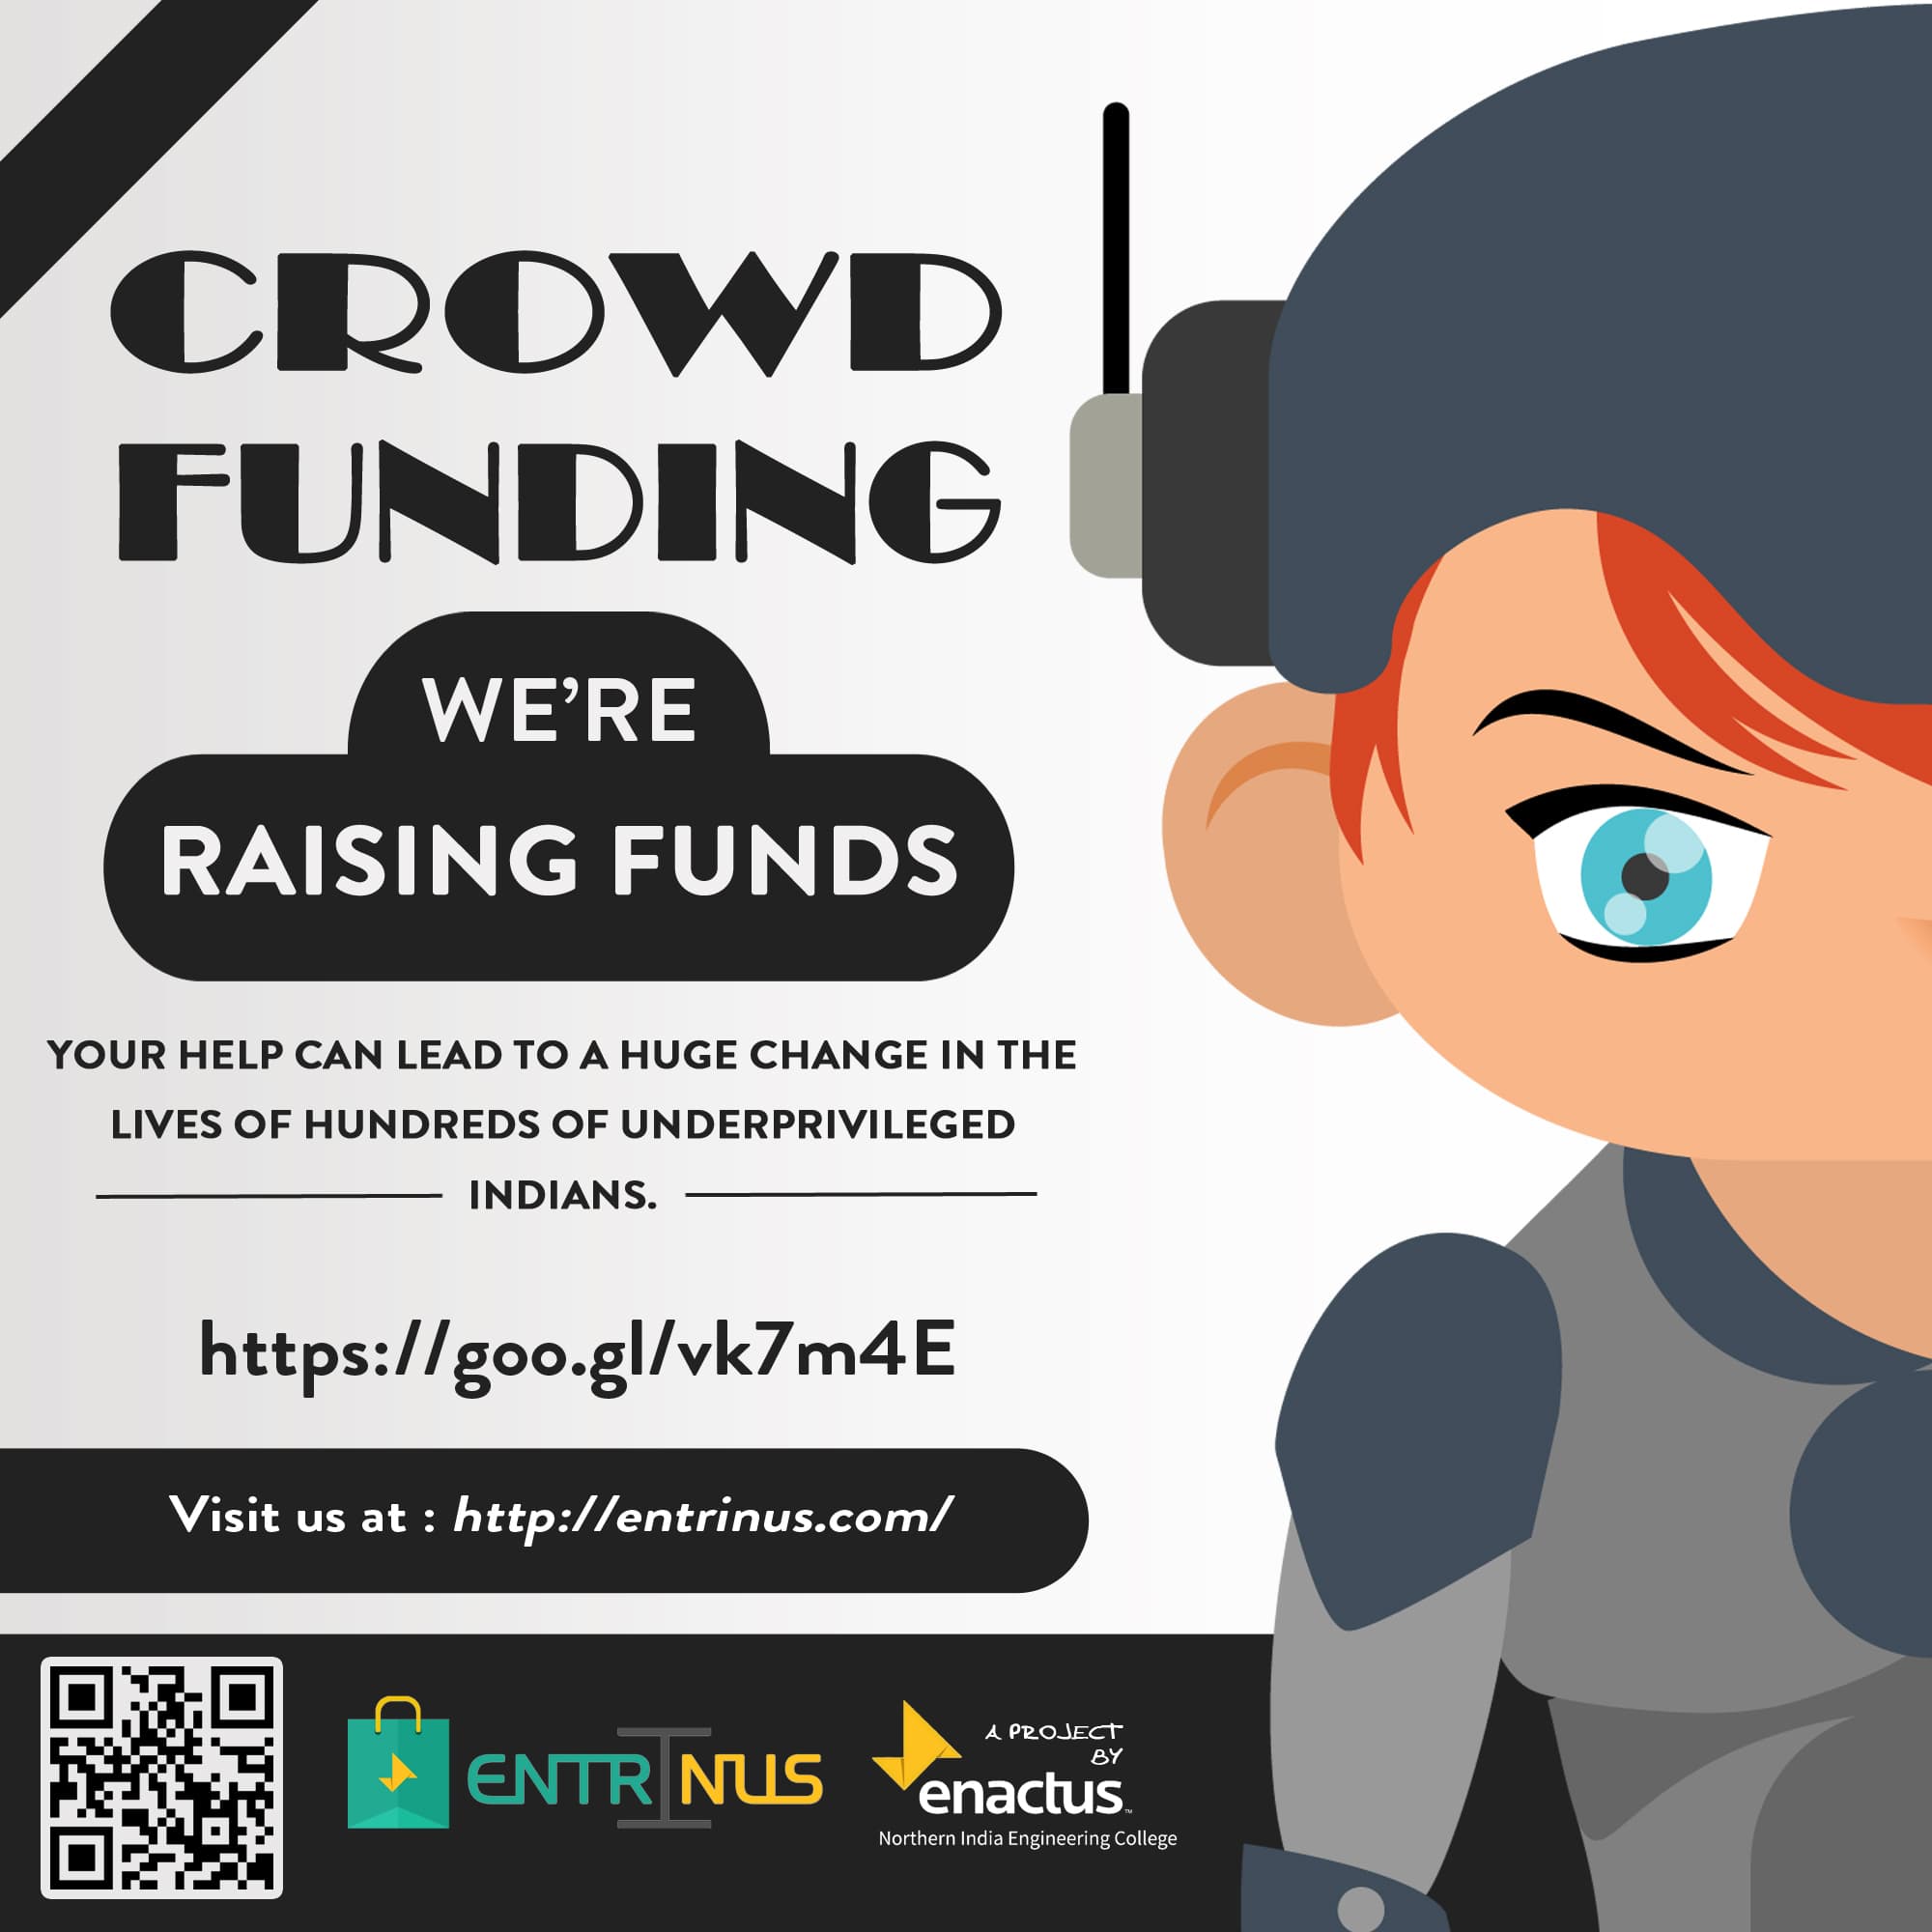 CROWD
FUNDING
WE'RE
RAISING FUNDS
YOUR HELP CAN LEAD TO A HUGE CHANGE IN THE
LIVES OF HUNDREDS OF UNDERPRIVILEGED
INDIANS.
https://goo.gl/vk7m4E
Visit us at : http://entrinus.com/
ENTRINUS
A PROJECT
BY
enactus™
Northern India Engineering College